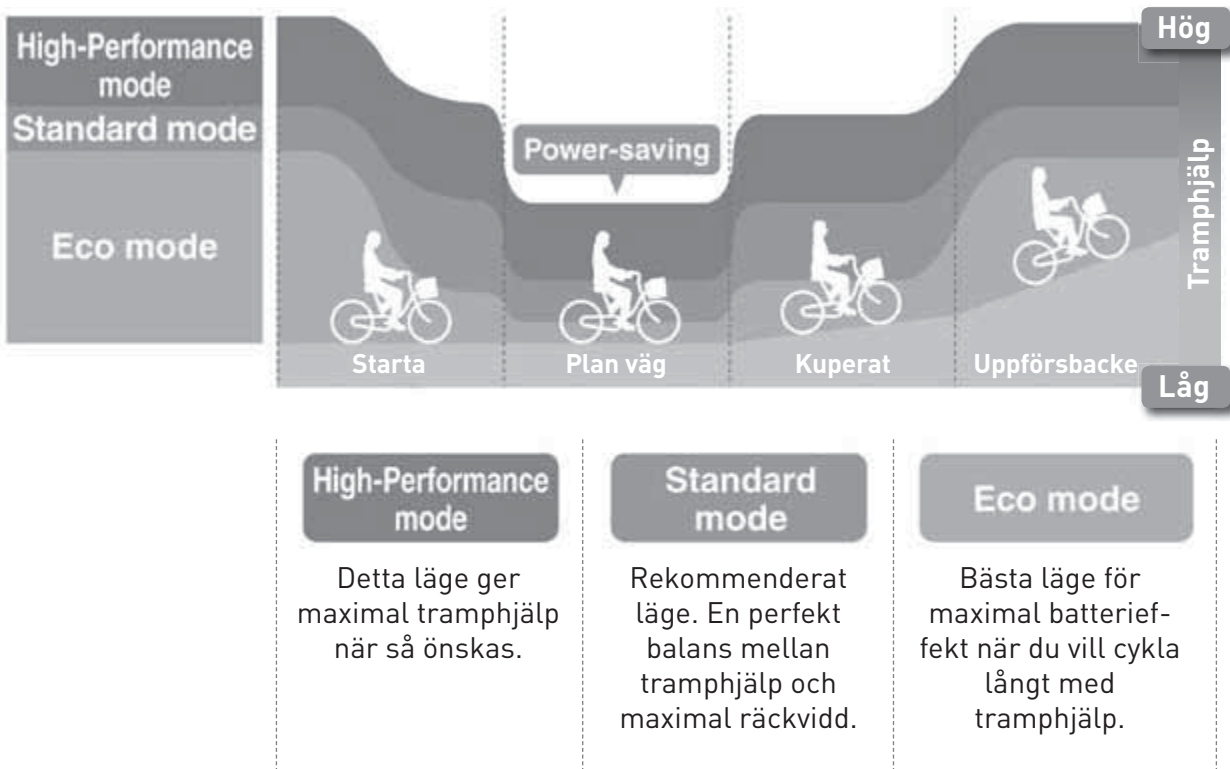 High-Performance
mode
Standard mode
Eco mode
Power-saving
Hög
Tramphjälp
Låg
Starta
Plan väg
Kuperat
Uppförsbacke
High-Performance
mode
Detta läge ger
maximal tramphjälp
när så önskas.
Standard
mode
Rekommenderat
läge. En perfekt
balans mellan
tramphjälp och
maximal räckvidd.
Eco mode
Bästa läge för
maximal batterief-
fekt när du vill cykla
långt med
tramphjälp.